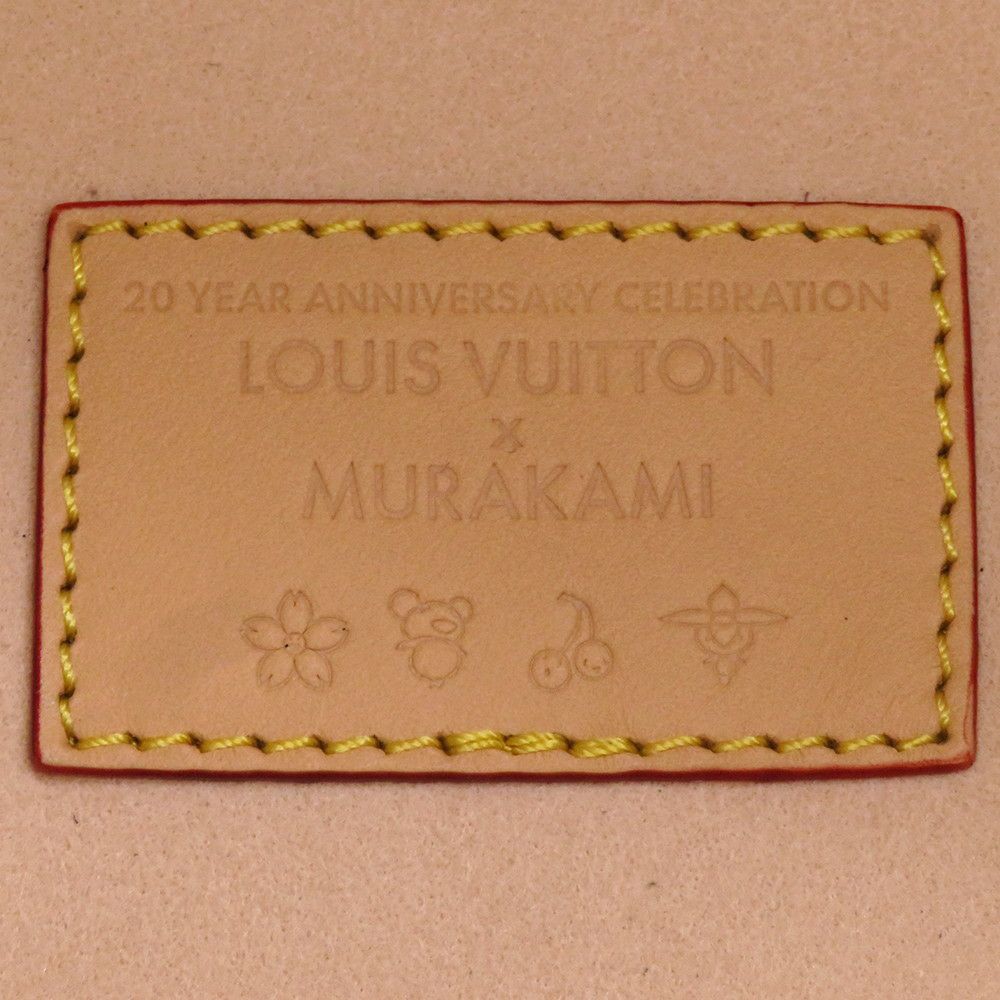 20 YEAR ANNIVERSARY CELEBRATION
LOUIS VUITTON
x
MURAKAMI